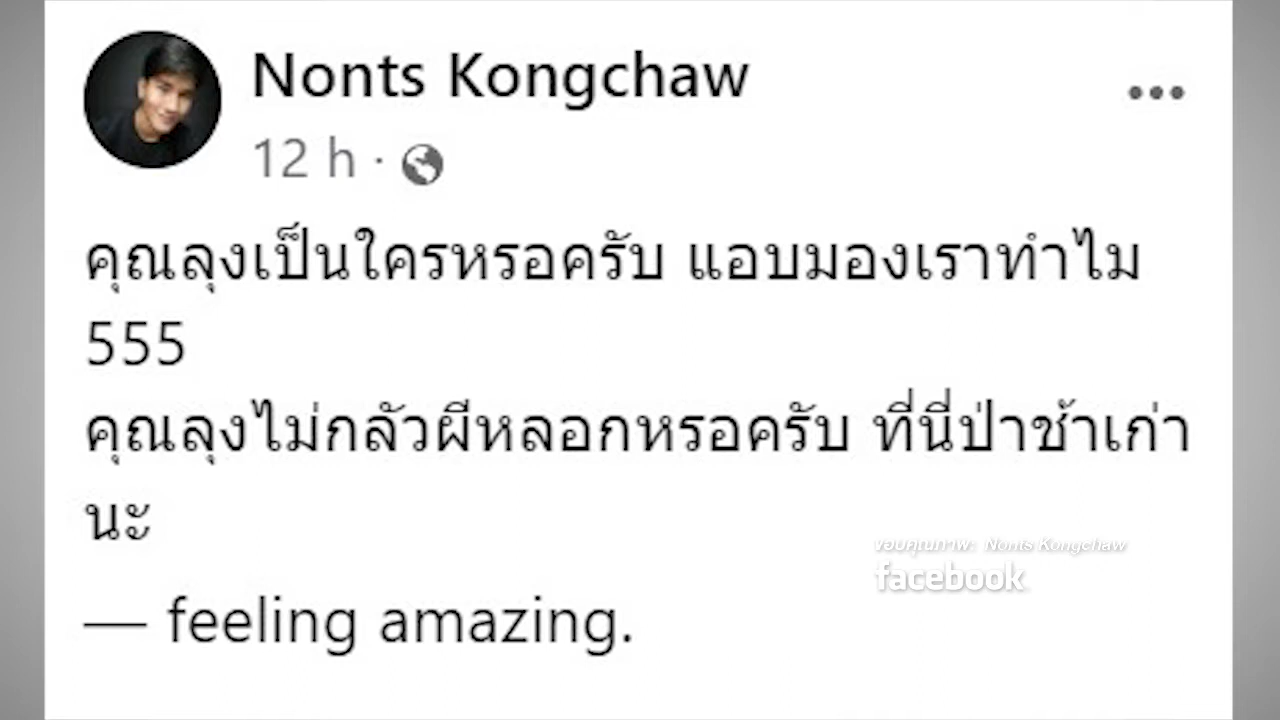 Nonts Kongchaw
12 h ·
คุณลุงเป็นใครหรอครับ แอบมองเราทำไม
555
คุณลุงไม่กลัวผีหลอกหรอครับ ที่นี่ป่าช้าเก่า
นะ
ขอบคุณภาพ: Nonts Kongchaw
facebook
— feeling amazing.